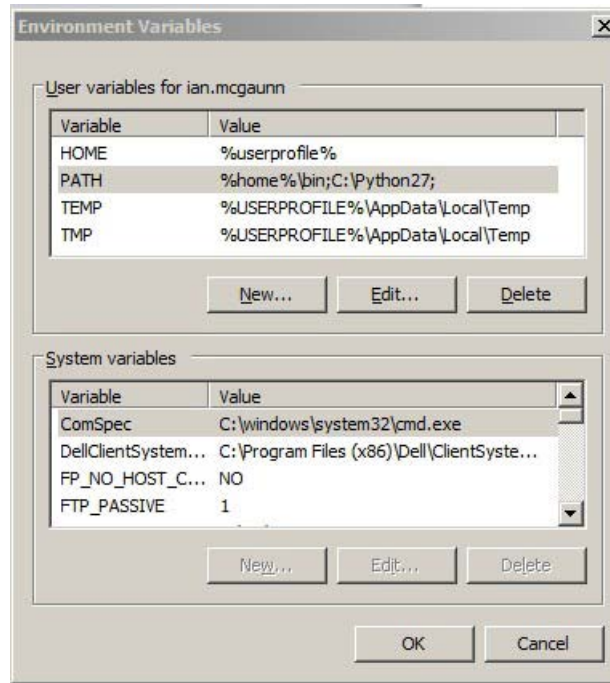 Environment Variables
User variables for ian.mcgaunn
Variable Value
HOME %userprofile%
PATH %home%\bin;C:\Python27;
TEMP %USERPROFILE%\AppData\Local\Temp
TMP %USERPROFILE%\AppData\Local\Temp
New... Edit... Delete
System variables
Variable Value
ComSpec C:\windows\system32\cmd.exe
DellClientSystem... C:\Program Files (x86)\Dell\ClientSyste...
FP_NO_HOST_C... NO
FTP_PASSIVE 1
New... Edit... Delete
OK Cancel